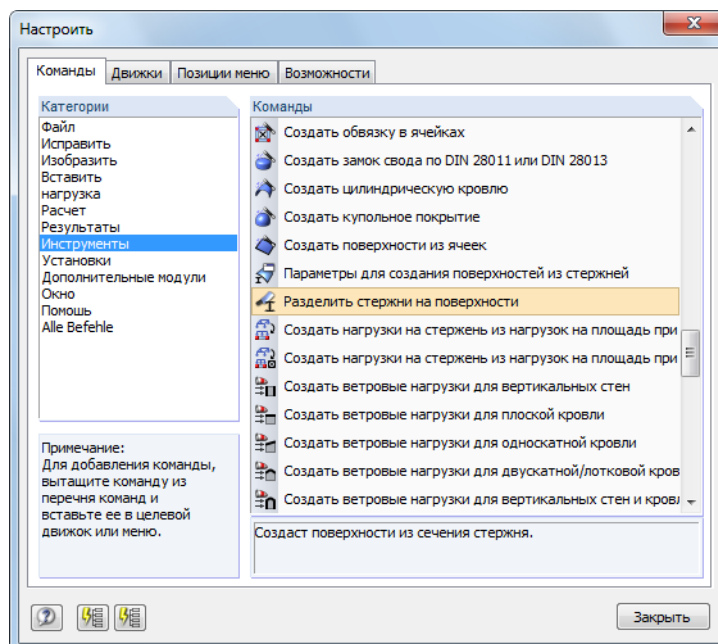 Настроить
Команды
Движки
Позиции меню
Возможности
Категории
Файл
Исправить
Изобразить
Вставить
нагрузка
Расчет
Результаты
Инструменты
Установки
Дополнительные модули
Окно
Помошь
Alle Befehle
Примечание:
Для добавления команды,
вытащите команду из
перечня команд и
вставьте ее в целевой
движок или меню.
Команды
Создать обвязку в ячейках
Создать замок свода по DIN 28011 или DIN 28013
Создать цилиндрическую кровлю
Создать купольное покрытие
Создать поверхности из ячеек
Параметры для создания поверхностей из стержней
Разделить стержни на поверхности
Создать нагрузки на стержень из нагрузок на площадь при
Создать нагрузки на стержень из нагрузок на площадь при
Создать ветровые нагрузки для вертикальных стен
Создать ветровые нагрузки для плоской кровли
Создать ветровые нагрузки для односкатной кровли
Создать ветровые нагрузки для двускатной/лотковой кров
Создать ветровые нагрузки для вертикальных стен и кровл
Создаст поверхности из сечения стержня.
Закрыть